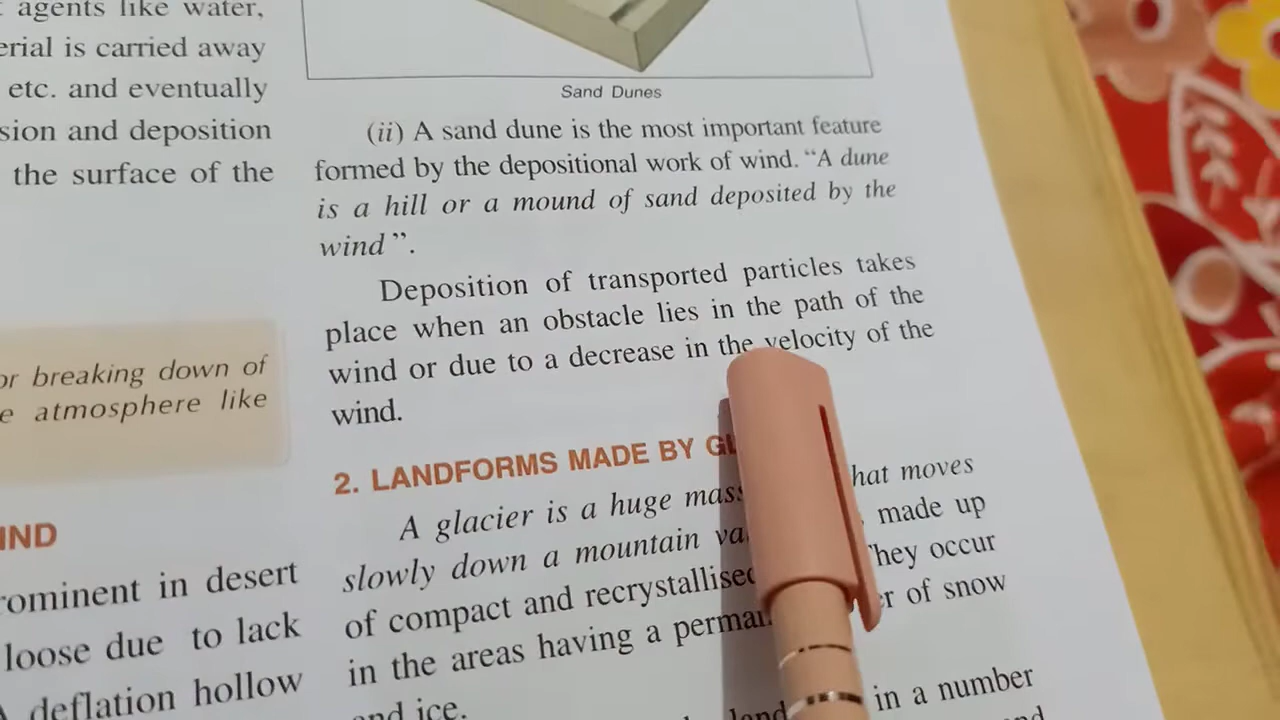 agents like water,
erial is carried away
etc. and eventually
sion and deposition
the surface of the
or breaking down of
e atmosphere like
IND
rominent in desert
loose due to lack
deflation hollow
Sand Dunes
(ii) A sand dune is the most important feature
formed by the depositional work of wind. “A dune
is a hill or a mound of sand deposited by the
wind”.
Deposition of transported particles takes
place when an obstacle lies in the path of the
wind or due to a decrease in the velocity of the
wind.
2. LANDFORMS MADE BY
A glacier is a huge mass hat moves
slowly down a mountain va made up
of compact and recrystallised They occur
in the areas having a perma r of snow
and ice.
in a number